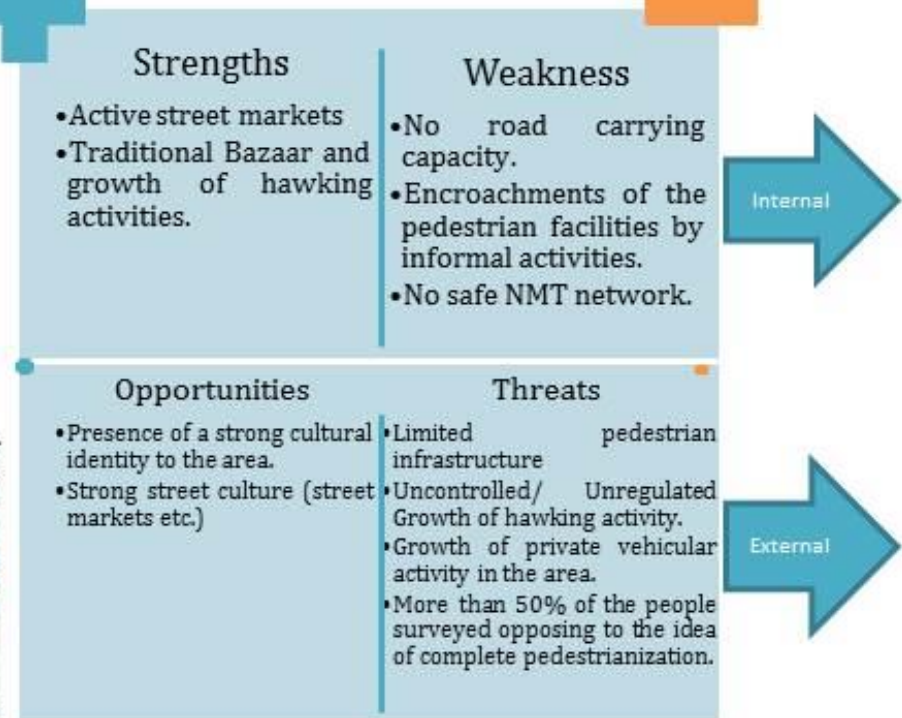 Strengths
•Active street markets
•Traditional Bazaar and
growth of hawking
activities.
Weakness
•No road carrying
capacity.
•Encroachments of the
pedestrian facilities by
informal activities.
•No safe NMT network.
Internal
Opportunities
•Presence of a strong cultural
identity to the area.
•Strong street culture (street
markets etc.)
Threats
•Limited pedestrian
infrastructure
•Uncontrolled/ Unregulated
Growth of hawking activity.
•Growth of private vehicular
activity in the area.
•More than 50% of the people
surveyed opposing to the idea
of complete pedestrianization.
External